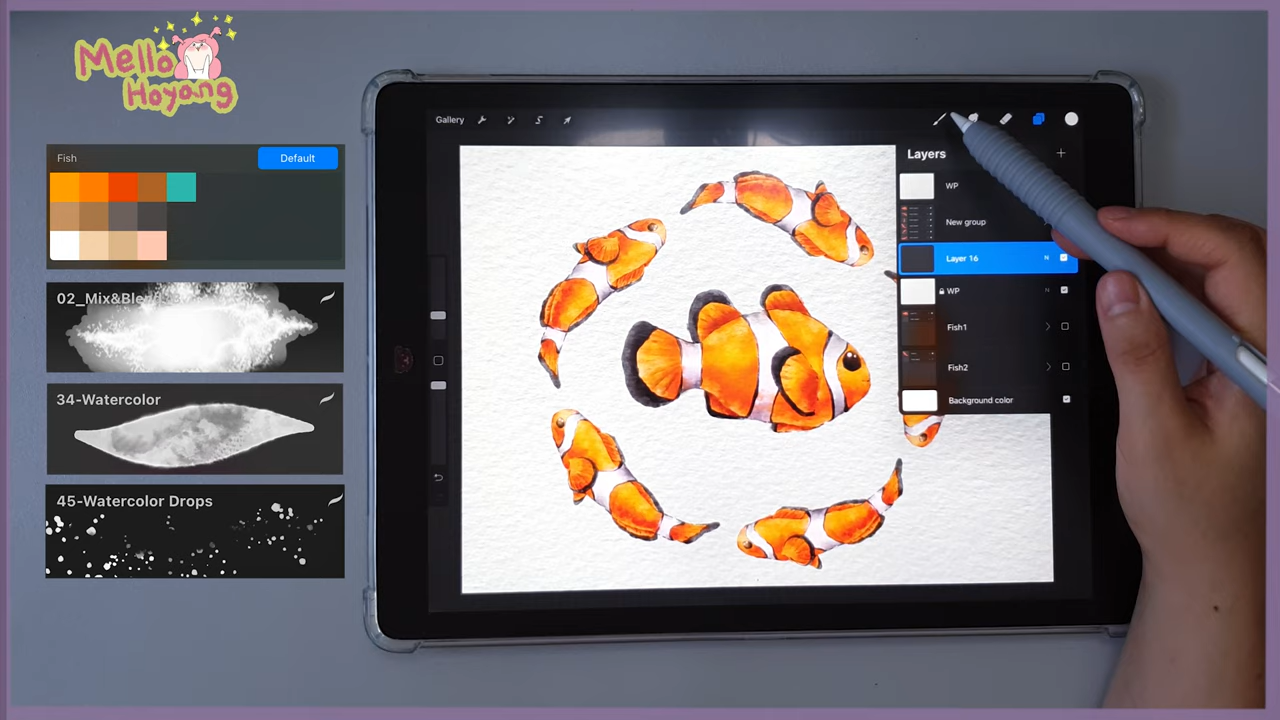 Mello
Hoyang
Fish
Default
02_Mix&Blend
34-Watercolor
45-Watercolor Drops
Gallery
Layers
WP
New group
Layer 16
N
WP
N
Fish1
Fish2
Background color